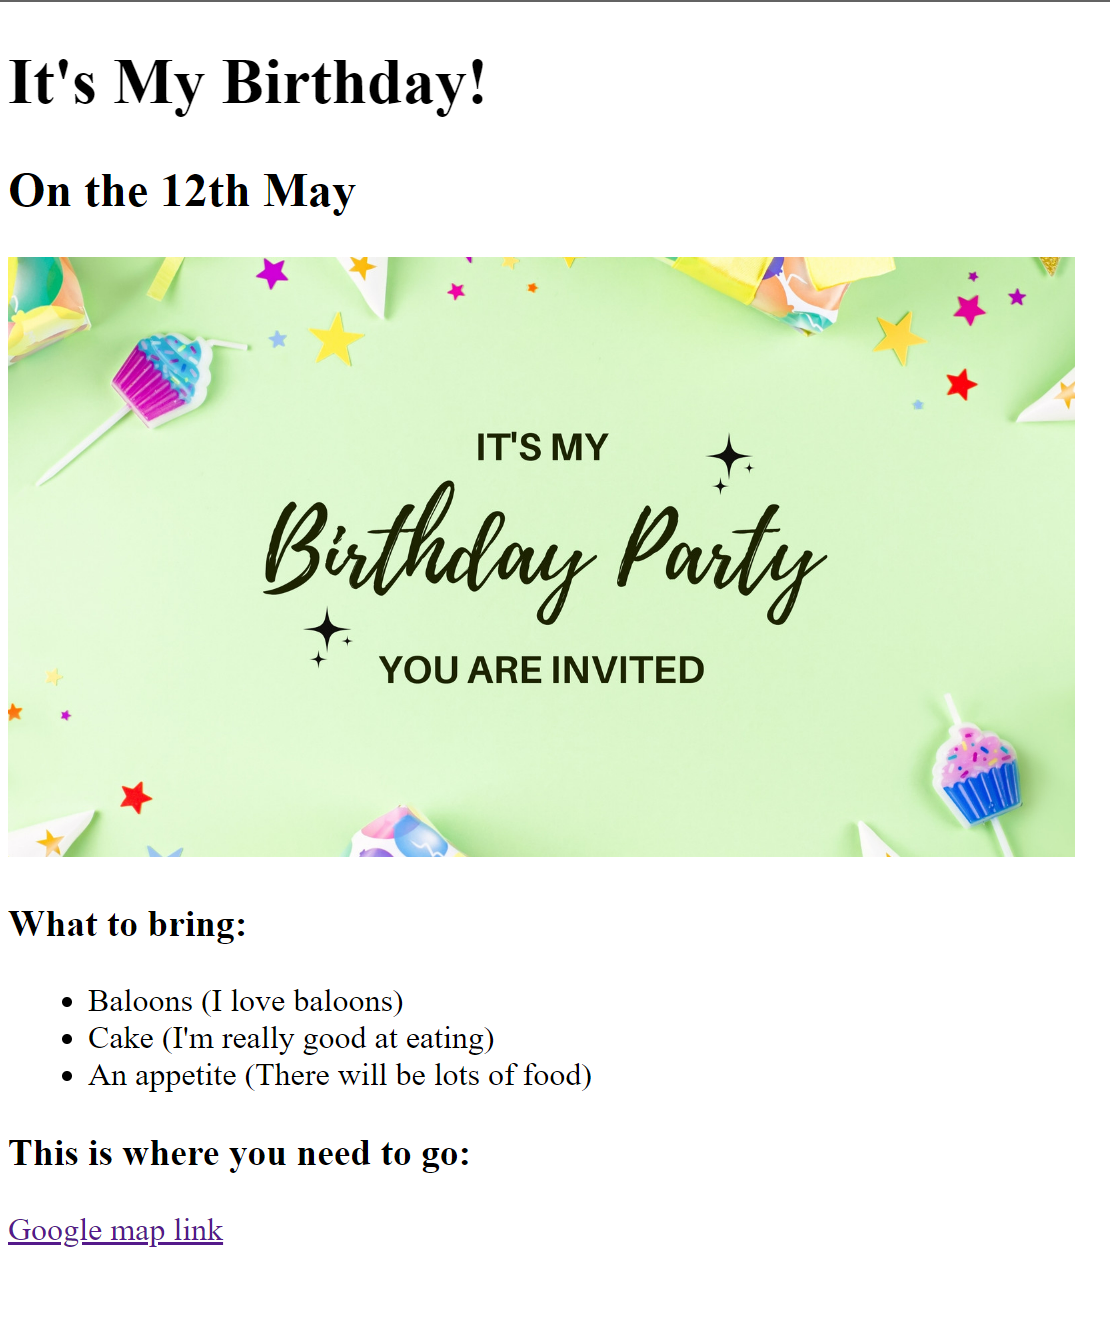 It's My Birthday!
On the 12th May
IT'S MY
Birthday Party
YOU ARE INVITED
What to bring:
Baloons (I love baloons)
Cake (I'm really good at eating)
An appetite (There will be lots of food)
This is where you need to go:
Google map link